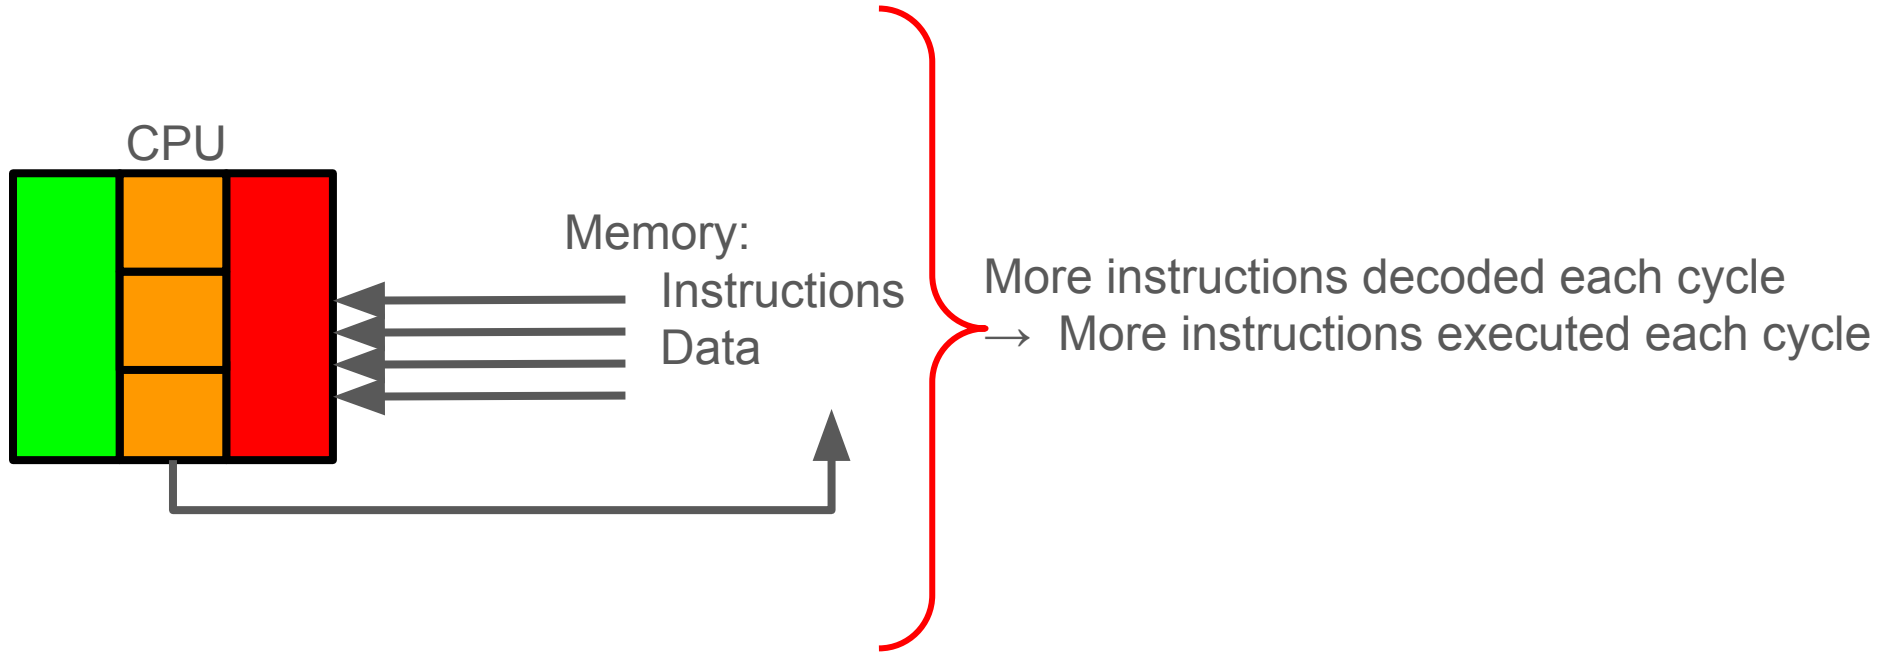 CPU
Memory:
Instructions
Data
More instructions decoded each cycle
→ More instructions executed each cycle